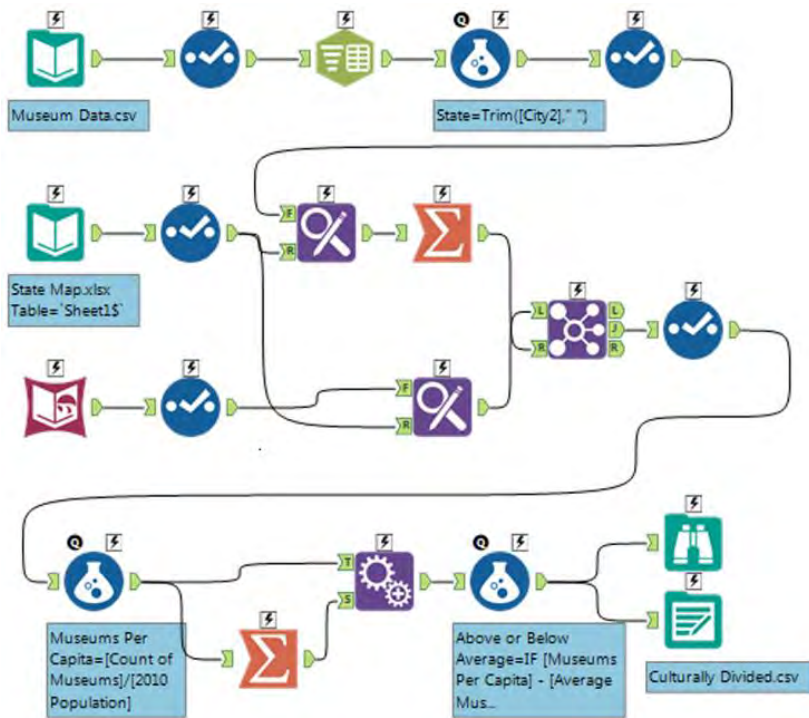 Q
Museum Data.csv
State=Trim([City2]," ")
F
R
State Map.xlsx
Table=`Sheet1$`
L
R
L
J
R
F
R
Q
T
S
Q
Museums Per
Capita=[Count of
Museums]/[2010
Population]
Above or Below
Average=IF [Museums
Per Capita] - [Average
Mus...
Culturally Divided.csv